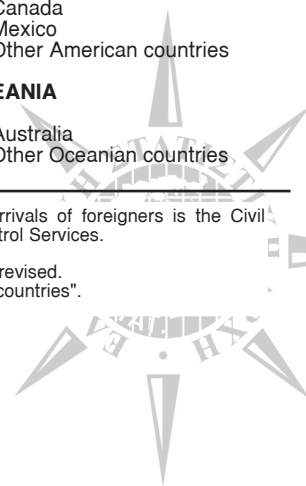 Canada
Mexico
Other American countries
EANIA
Australia
Other Oceanian countries
rrivals of foreigners is the Civil
trol Services.
revised.
countries".